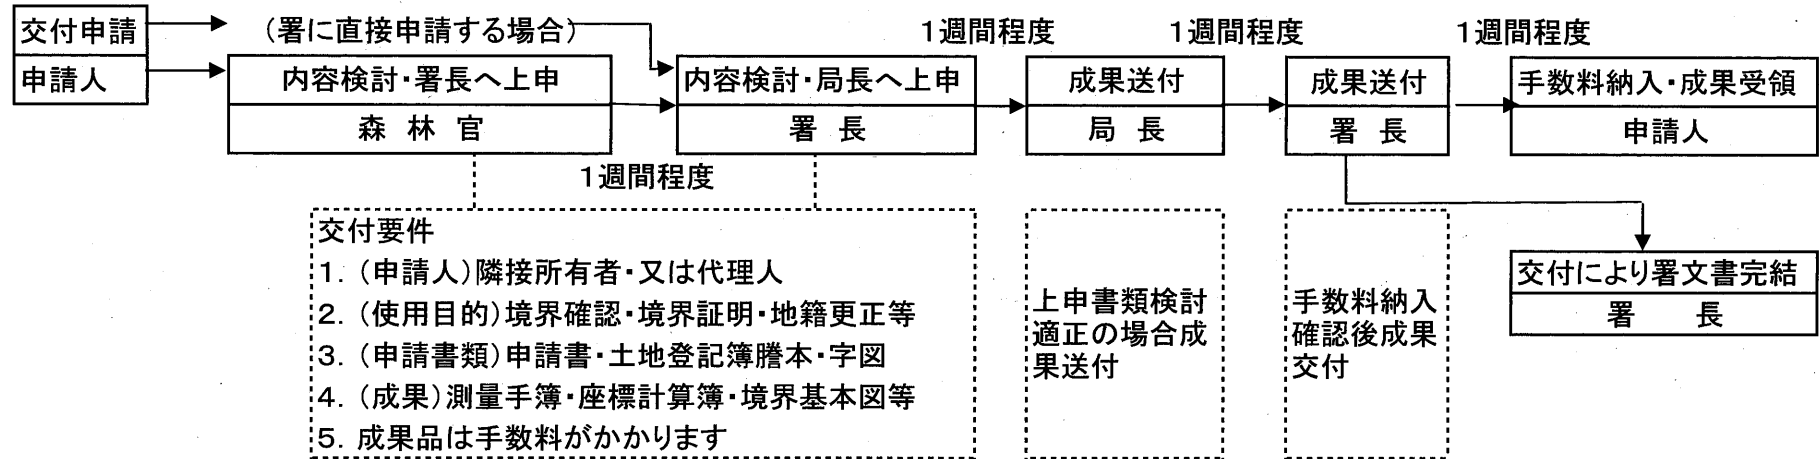 交付申請
申請人
(署に直接申請する場合)
1週間程度
1週間程度
1週間程度
内容検討・署長へ上申
森 林 官
内容検討・局長へ上申
署 長
成果送付
局 長
成果送付
署 長
手数料納入・成果受領
申請人
1週間程度
交付要件
1. (申請人)隣接所有者・又は代理人
2. (使用目的)境界確認・境界証明・地籍更正等
3. (申請書類)申請書・土地登記簿謄本・字図
4. (成果)測量手簿・座標計算簿・境界基本図等
5. 成果品は手数料がかかります
上申書類検討
適正の場合成
果送付
手数料納入
確認後成果
交付
交付により署文書完結
署 長